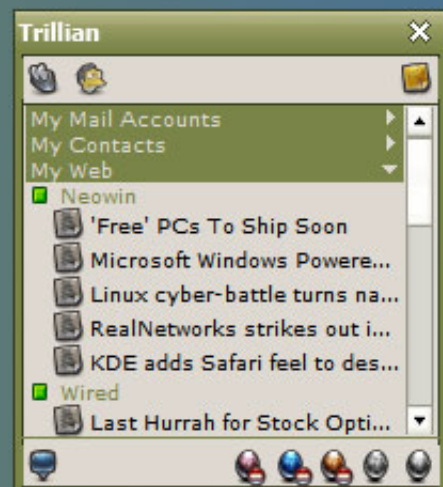 Trillian
My Mail Accounts
My Contacts
My Web
Neowin
'Free' PCs To Ship Soon
Microsoft Windows Powere...
Linux cyber-battle turns na...
RealNetworks strikes out i...
KDE adds Safari feel to des...
Wired
Last Hurrah for Stock Opti...